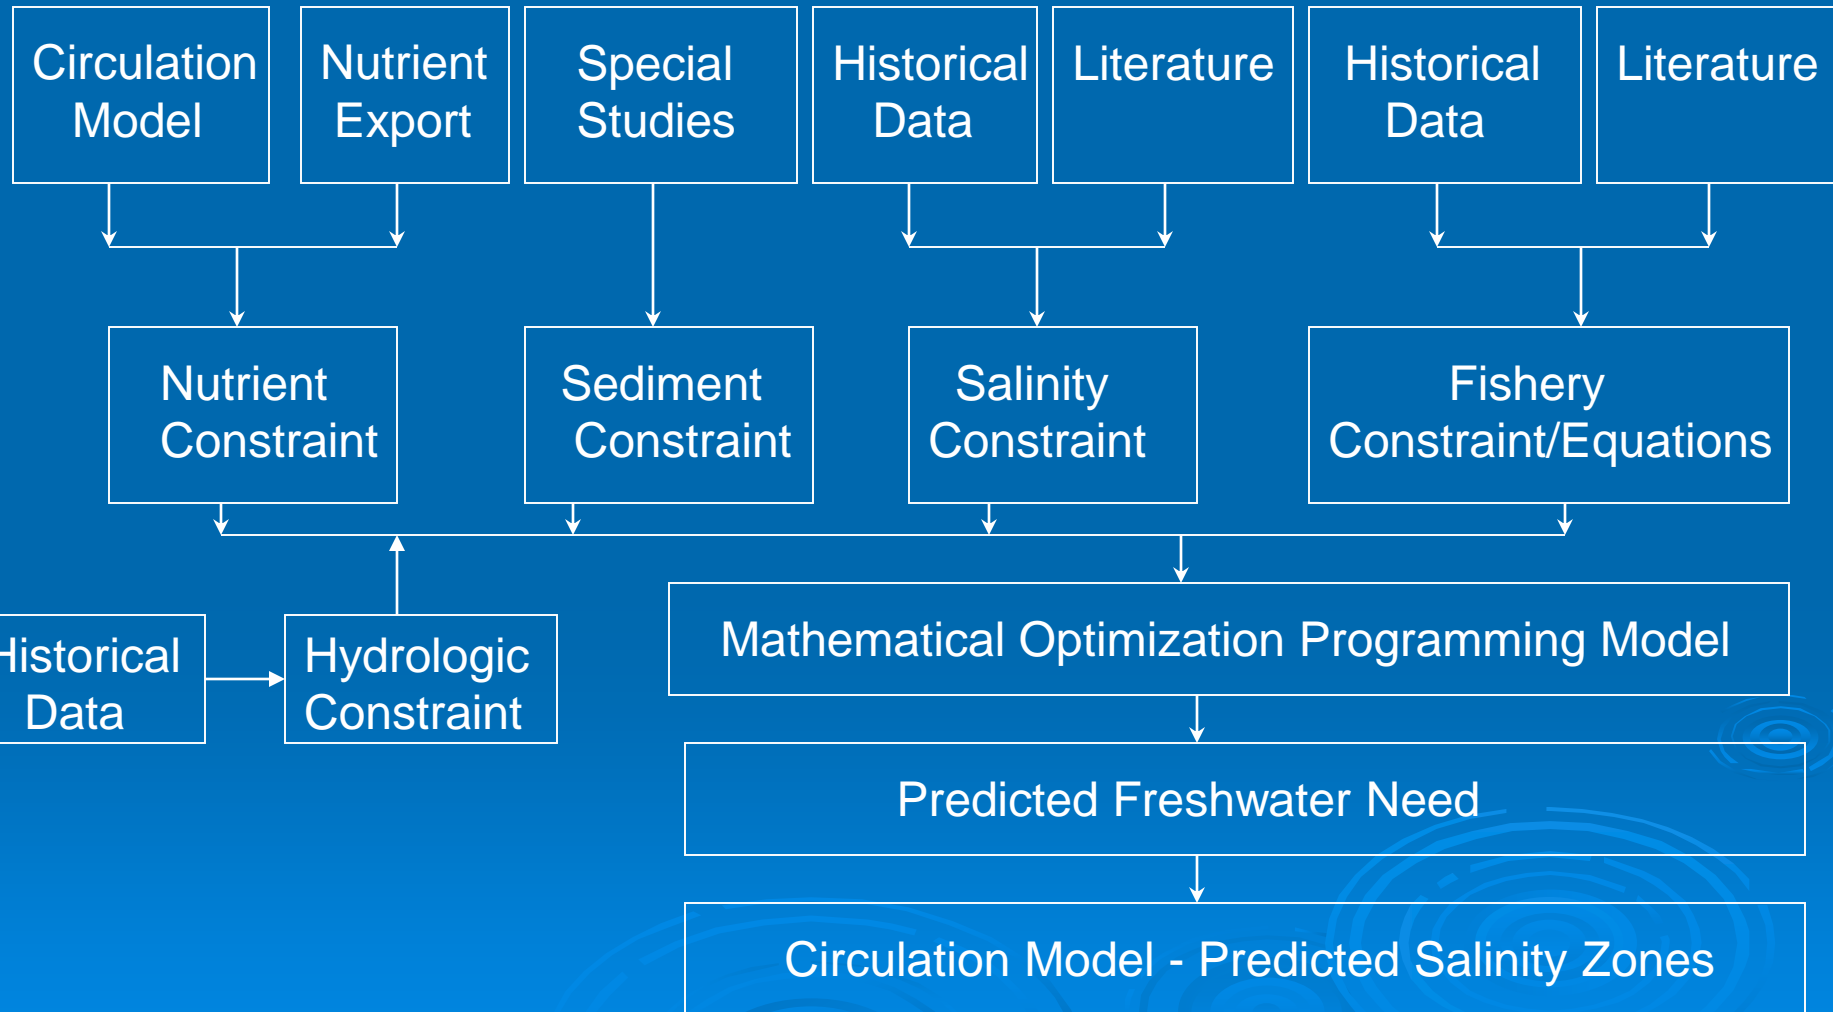 Circulation
Model
Nutrient
Export
Special
Studies
Historical
Data
Literature
Historical
Data
Literature
Nutrient
Constraint
Sediment
Constraint
Salinity
Constraint
Fishery
Constraint/Equations
Historical
Data
Hydrologic
Constraint
Mathematical Optimization Programming Model
Predicted Freshwater Need
Circulation Model - Predicted Salinity Zones